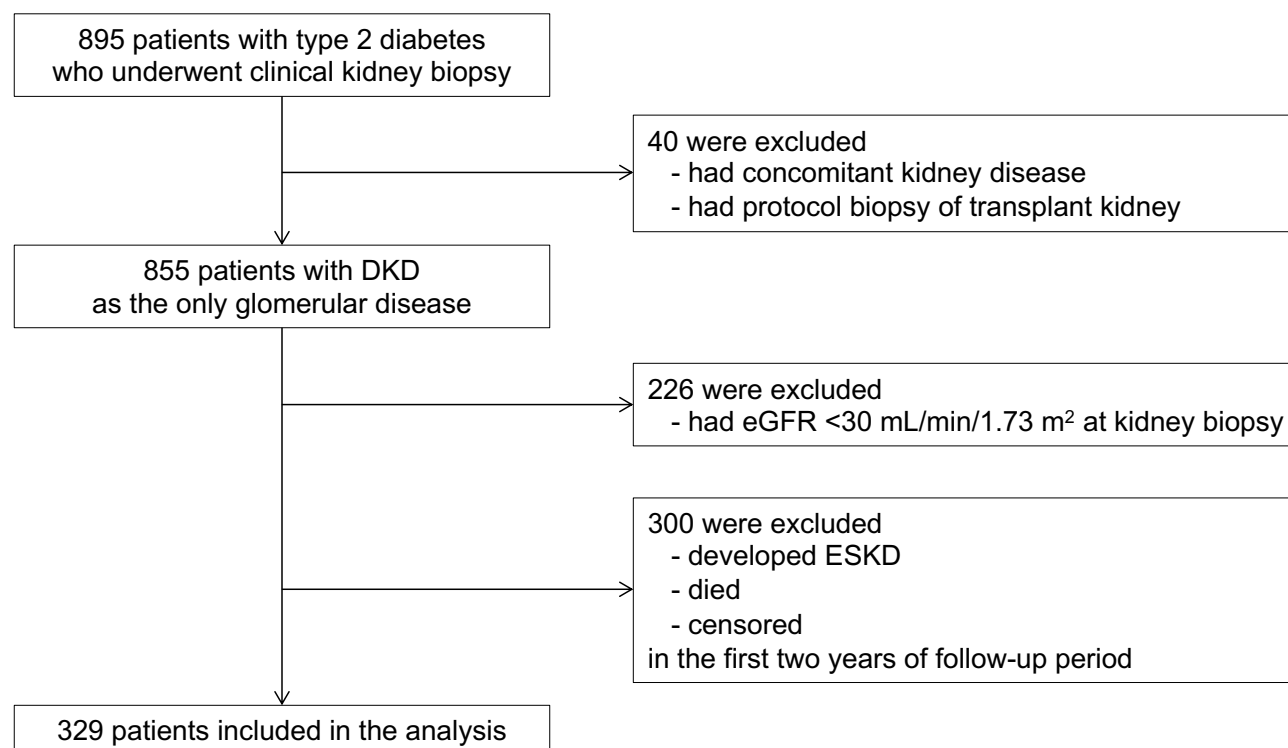 895 patients with type 2 diabetes
who underwent clinical kidney biopsy
40 were excluded
- had concomitant kidney disease
- had protocol biopsy of transplant kidney
855 patients with DKD
as the only glomerular disease
226 were excluded
- had eGFR <30 mL/min/1.73 m² at kidney biopsy
300 were excluded
- developed ESKD
- died
- censored
in the first two years of follow-up period
329 patients included in the analysis